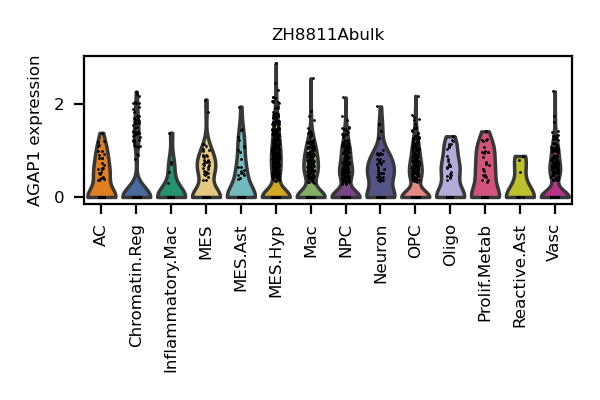 ZH8811Abulk
AGAP1 expression
2
0
AC
Chromatin.Reg
Inflammatory.Mac
MES
MES.Ast
MES.Hyp
Mac
NPC
Neuron
OPC
Oligo
Prolif.Metab
Reactive.Ast
Vasc